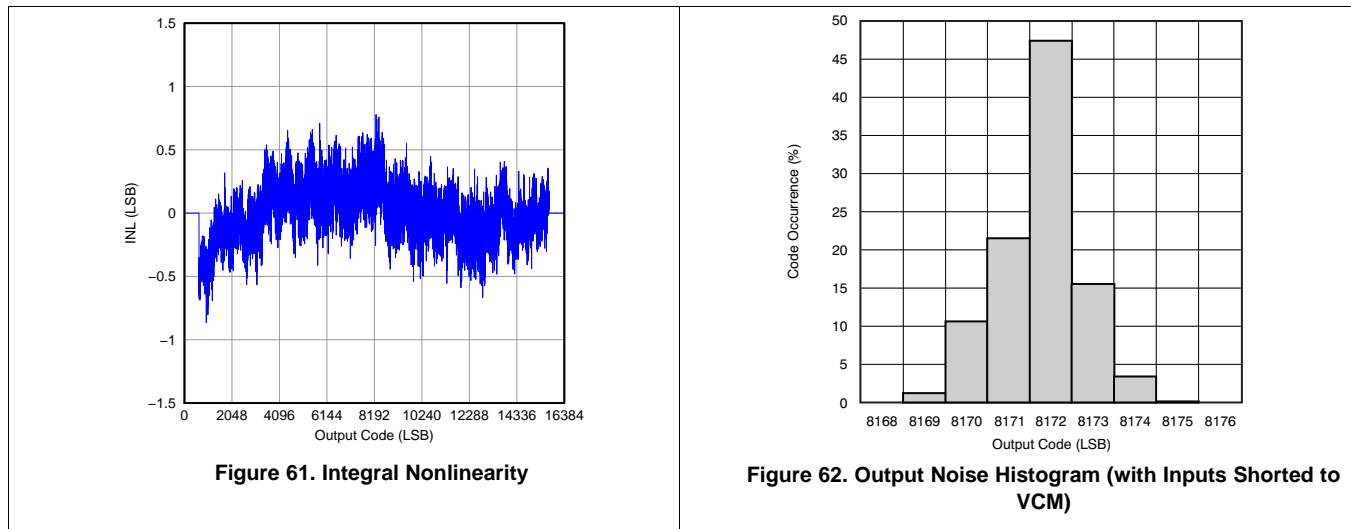 1.5
1
0.5
0
−0.5
−1
−1.5
INL (LSB)
0 2048 4096 6144 8192 10240 12288 14336 16384
Output Code (LSB)
Figure 61. Integral Nonlinearity
50
45
40
35
30
25
20
15
10
5
0
Code Occurrence (%)
8168 8169 8170 8171 8172 8173 8174 8175 8176
Output Code (LSB)
Figure 62. Output Noise Histogram (with Inputs Shorted to
VCM)